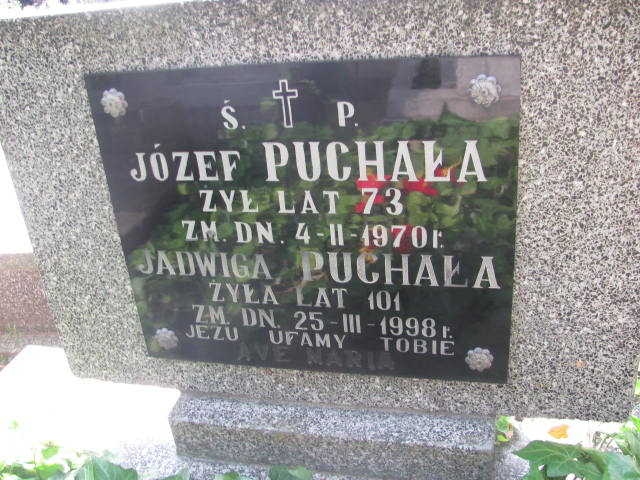 Ś. P.
JÓZEF PUCHAŁA
ŻYŁ LAT 73
ZM. DN. 4-II-1970 r.
JADWIGA PUCHAŁA
ŻYŁA LAT 101
ZM. DN. 25-III-1998 r.
JEZU UFAMY TOBIE
AVE MARIA